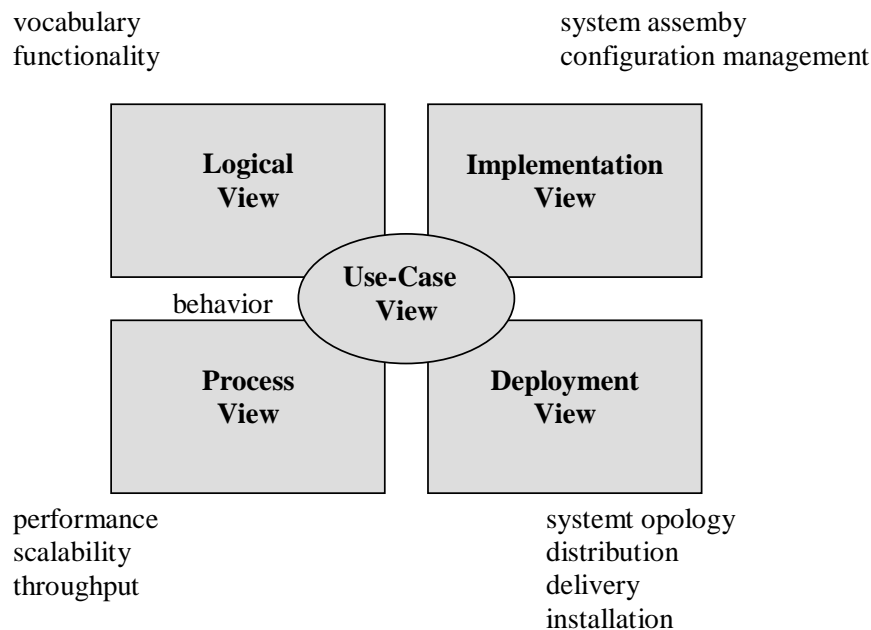 vocabulary
functionality
system assemby
configuration management
Logical
View
Implementation
View
Use-Case
View
behavior
Process
View
Deployment
View
performance
scalability
throughput
systemt opology
distribution
delivery
installation